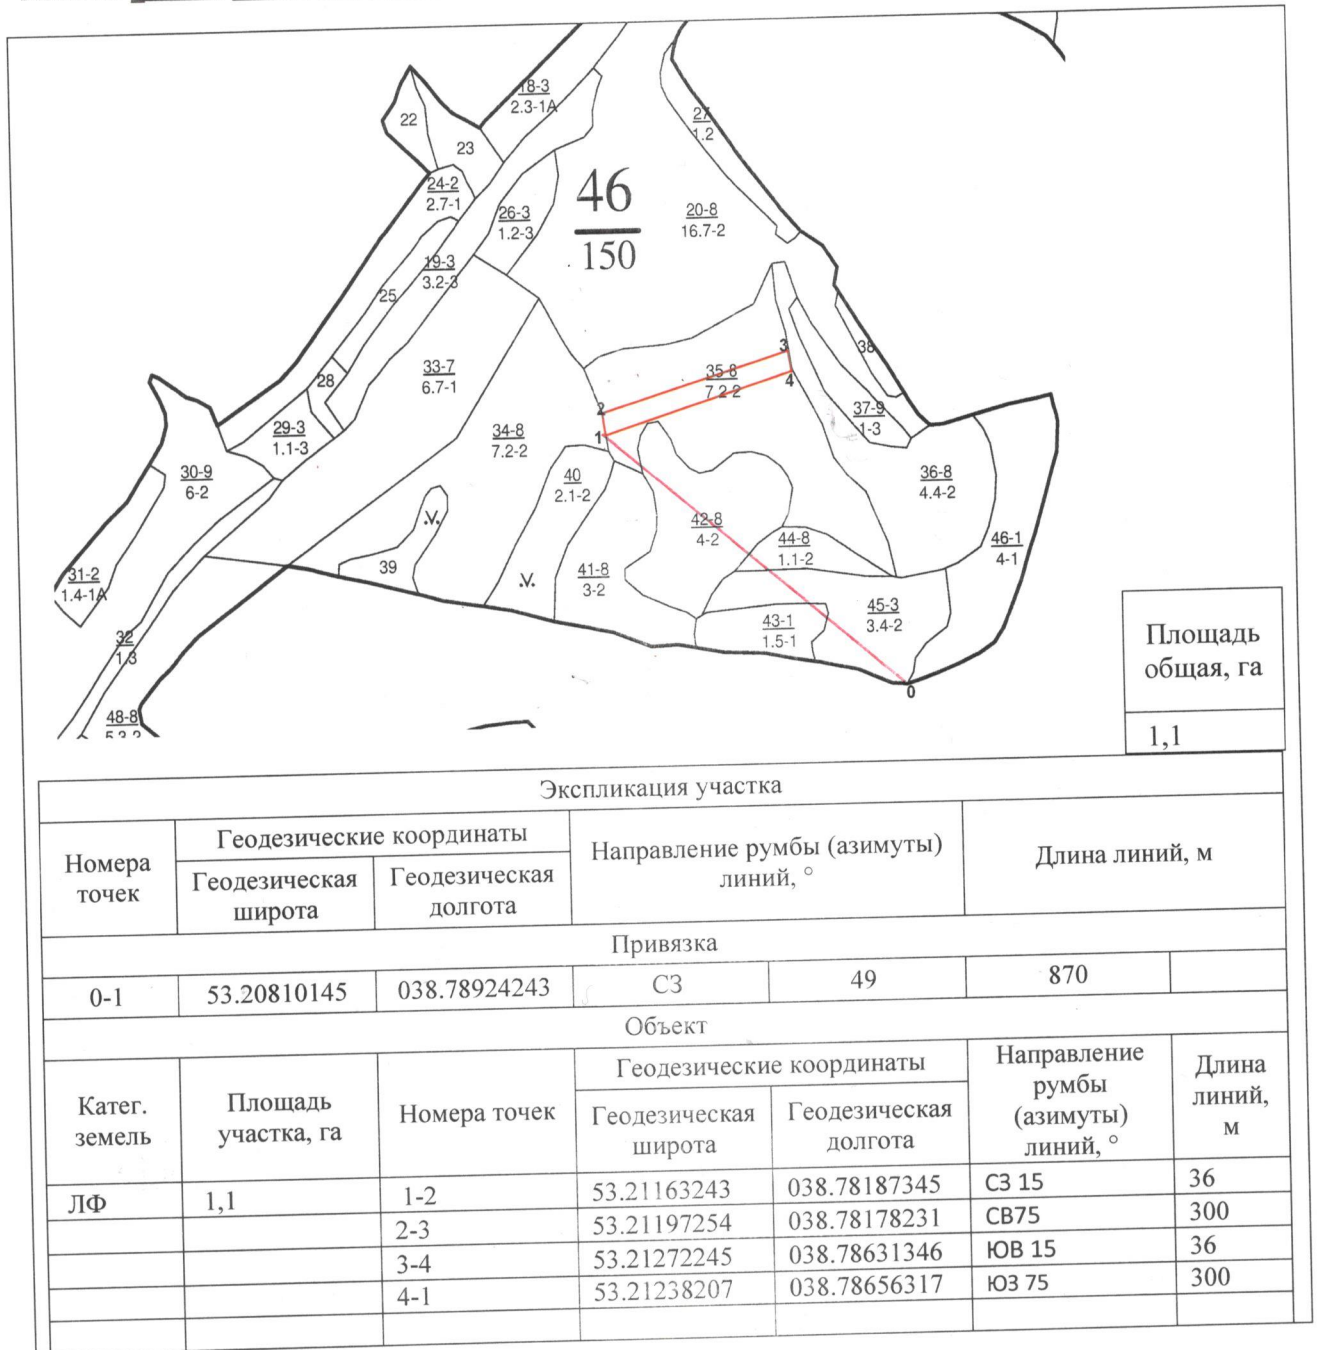 18-3
2.3-1А
22
23
27
1.2
24-2
2.7-1
26-3
1.2-3
46
150
20-8
16.7-2
19-3
3.2-3
25
38
3
35-8
7.2-2
4
33-7
6.7-1
28
2
1
37-9
1-3
29-3
1.1-3
34-8
7.2-2
30-9
6-2
40
2.1-2
36-8
4.4-2
.v.
42-8
4-2
44-8
1.1-2
46-1
4-1
39
.v.
41-8
3-2
31-2
1.4-1А
45-3
3.4-2
43-1
1.5-1
32
1.3
0
48-8
5.3-2
Площадь
общая, га
1,1
Экспликация участка
Номера
точек
Геодезические координаты
Геодезическая
широта
Геодезическая
долгота
Направление румбы (азимуты)
линий, °
Длина линий, м
Привязка
0-1 53.20810145 038.78924243 СЗ 49 870
Объект
Катег.
земель
Площадь
участка, га
Номера точек
Геодезические координаты
Геодезическая
широта
Геодезическая
долгота
Направление
румбы
(азимуты)
линий, °
Длина
линий,
м
ЛФ 1,1 1-2 53.21163243 038.78187345 СЗ 15 36
2-3 53.21197254 038.78178231 СВ75 300
3-4 53.21272245 038.78631346 ЮВ 15 36
4-1 53.21238207 038.78656317 ЮЗ 75 300